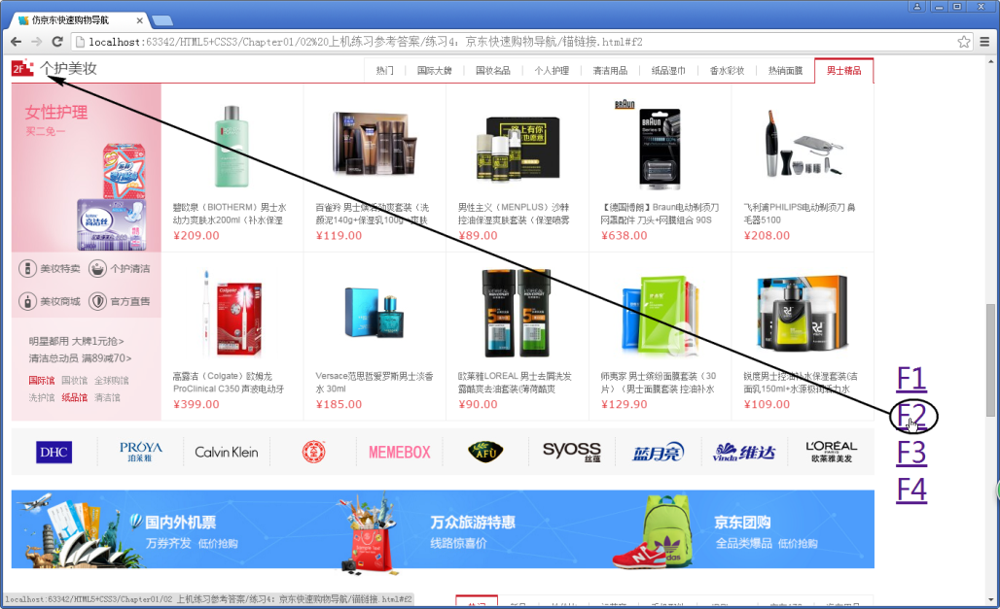 仿京东快速购物导航
localhost:63342/HTML5+CSS3/Chapter01/02%20上机练习参考答案/练习4: 京东快速购物导航/锚链接.html#f2
2F 个护美妆
热门 国际大牌 国妆名品 个人护理 清洁用品 纸品湿巾 香水彩妆 热销面膜 男士精品
女性护理
买二免一
美妆特卖 个护清洁
美妆商城 官方直售
明星都用 大牌1元抢>
清洁总动员 满89减70>
国际馆 国妆馆 全球购馆
洗护馆 纸品馆 清洁馆
碧欧泉（BIOTHERM）男士水
动力爽肤水200ml（补水保湿
¥209.00
百雀羚 男士焕活劲爽套装（洗
颜泥140g+保湿乳100g+爽肤
¥119.00
男性主义（MENPLUS）沙棘
控油保湿爽肤套装（保湿喷雾
¥89.00
BRAUN
BRAUN
【德国博朗】Braun电动剃须刀
网罩配件 刀头+网膜组合 90S
¥638.00
飞利浦PHILIPS电动剃须刀 鼻
毛器5100
¥208.00
Colgate
高露洁（Colgate）欧姆龙
ProClinical C350 声波电动牙
¥399.00
Versace范思哲爱罗斯男士淡香
水 30ml
¥185.00
欧莱雅LOREAL 男士去屑洗发
露酷爽去油套装(薄荷酷爽
¥90.00
师夷家 男士缤纷面膜套装（30
片）（男士面膜套装 控油补水
¥129.90
锐度男士控油补水保湿套装(洁
面乳150ml+水源极润活力水
¥109.00
F1
F2
F3
F4
DHC
PROYA
珀莱雅
Calvin Klein
MEMEBOX
AFU
syoss
丝蕴
蓝月亮
Vinda 维达
L'ORÉAL
PARIS
欧莱雅美发
国内外机票
万券齐发 低价抢购
万众旅游特惠
线路惊喜价
京东团购
全品类爆品 低价抢购
localhost:63342/HTML5+CSS3/Chapter01/02 上机练习参考答案/练习4: 京东快速购物导航/锚链接.html#f2